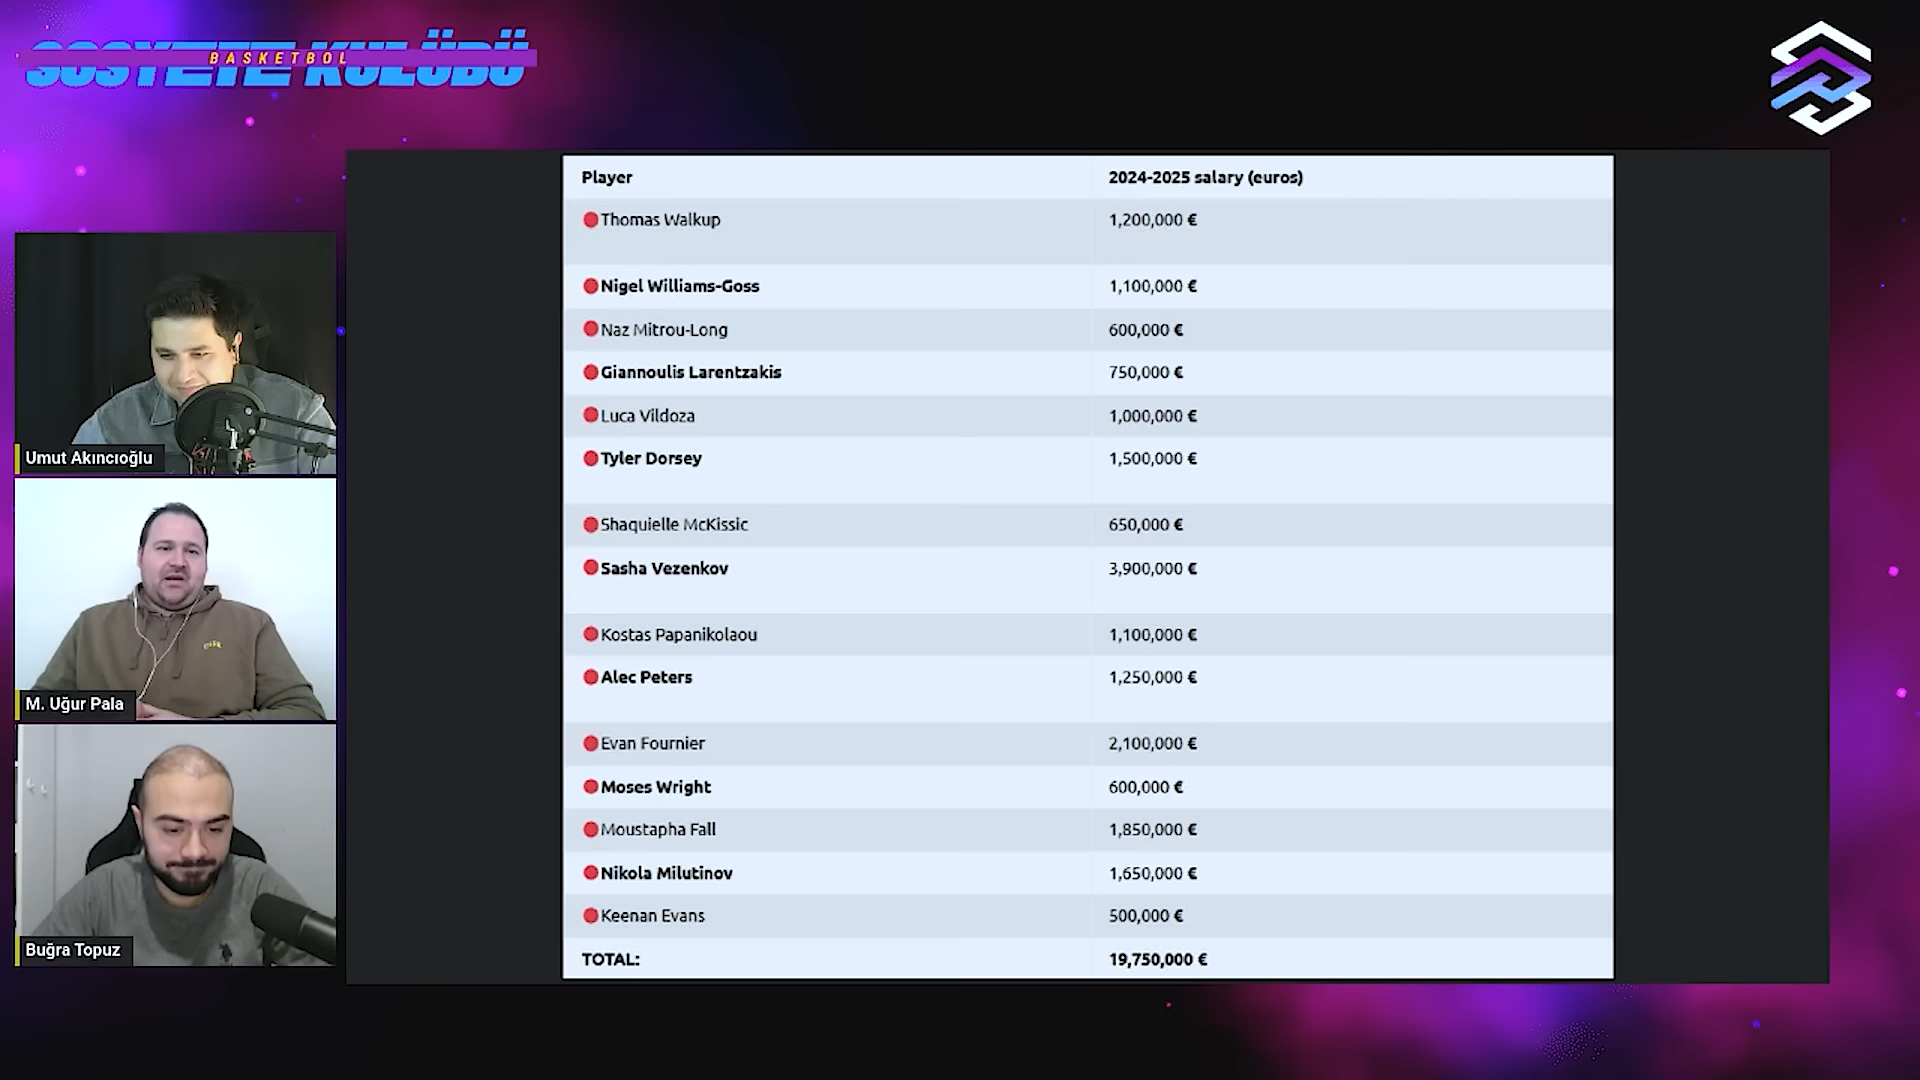 SOSYETE KULÜBÜ
BASKETBOL
Player 2024-2025 salary (euros)
Thomas Walkup 1,200,000 €
Nigel Williams-Goss 1,100,000 €
Naz Mitrou-Long 600,000 €
Giannoulis Larentzakis 750,000 €
Luca Vildoza 1,000,000 €
Tyler Dorsey 1,500,000 €
Shaquielle McKissic 650,000 €
Sasha Vezenkov 3,900,000 €
Kostas Papanikolaou 1,100,000 €
Alec Peters 1,250,000 €
Evan Fournier 2,100,000 €
Moses Wright 600,000 €
Moustapha Fall 1,850,000 €
Nikola Milutinov 1,650,000 €
Keenan Evans 500,000 €
TOTAL: 19,750,000 €
Umut Akıncıoğlu
M. Uğur Pala
Buğra Topuz